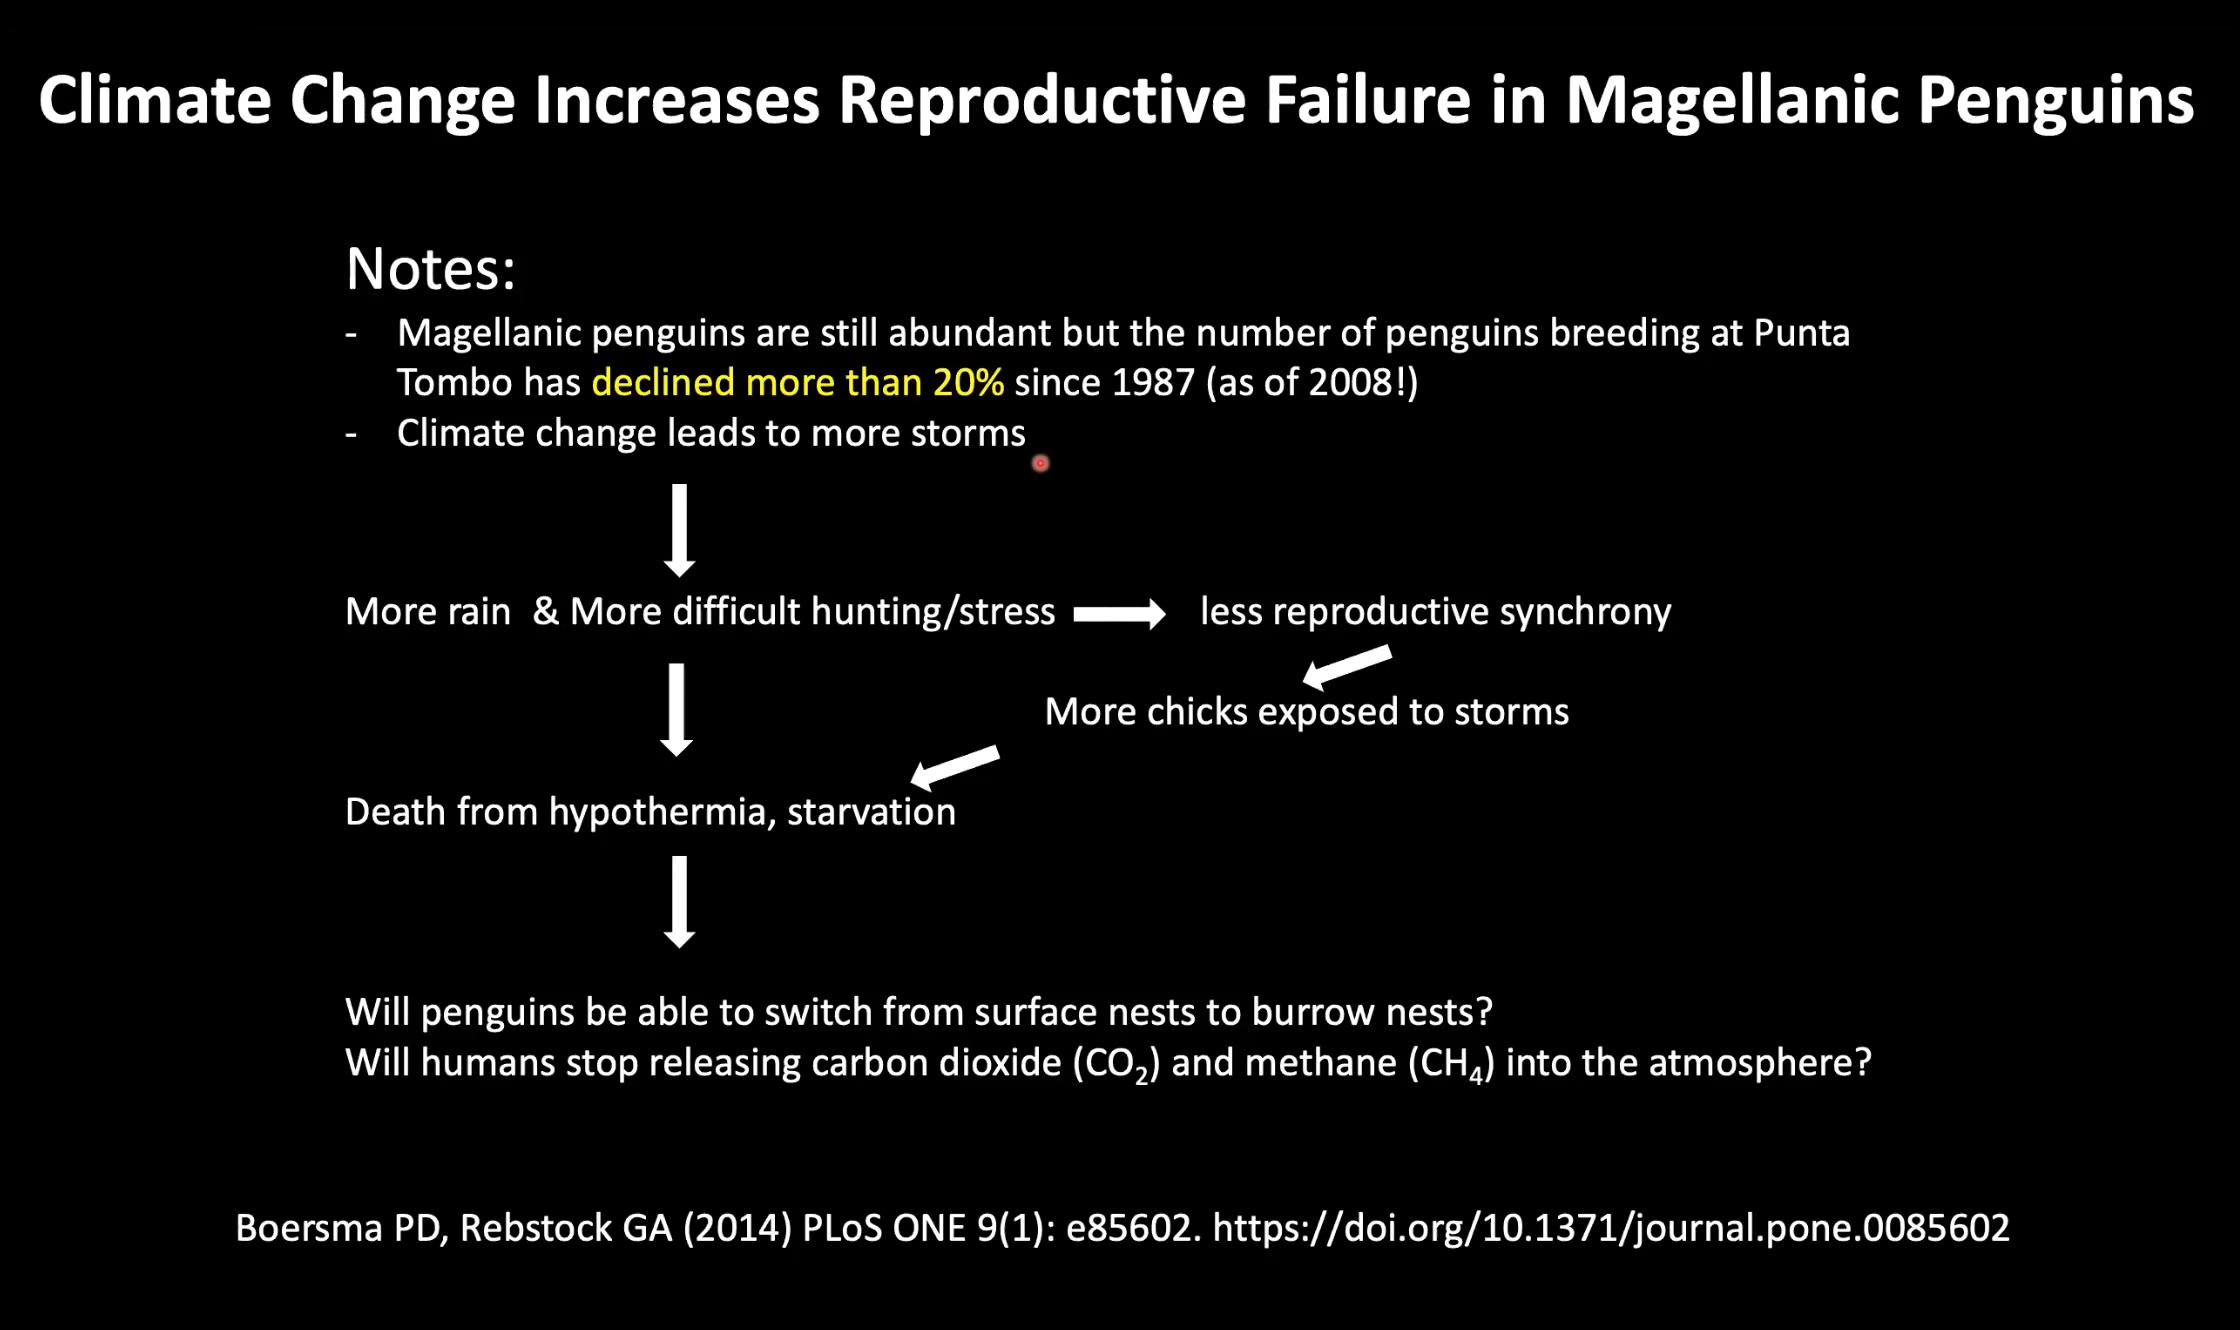 Climate Change Increases Reproductive Failure in Magellanic Penguins
Notes:
- Magellanic penguins are still abundant but the number of penguins breeding at Punta
Tombo has declined more than 20% since 1987 (as of 2008!)
- Climate change leads to more storms
More rain & More difficult hunting/stress
less reproductive synchrony
More chicks exposed to storms
Death from hypothermia, starvation
Will penguins be able to switch from surface nests to burrow nests?
Will humans stop releasing carbon dioxide (CO₂) and methane (CH₄) into the atmosphere?
Boersma PD, Rebstock GA (2014) PLoS ONE 9(1): e85602. https://doi.org/10.1371/journal.pone.0085602